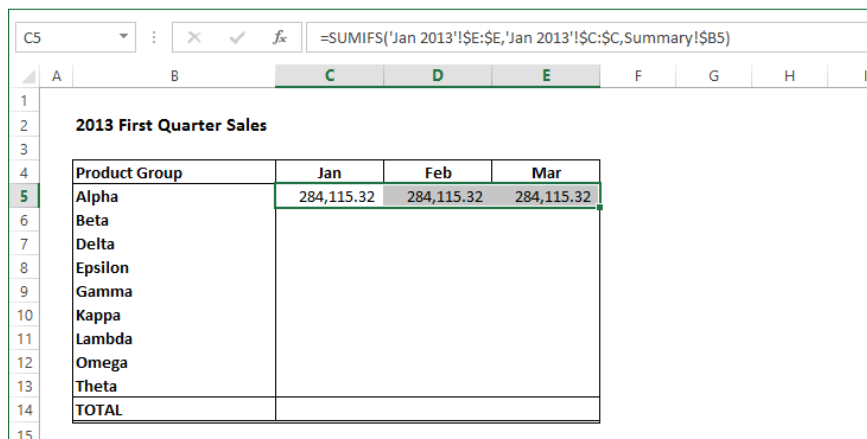 C5 fx =SUMIFS('Jan 2013'!$E:$E,'Jan 2013'!$C:$C,Summary!$B5)
A B C D E F G H I
1
2 2013 First Quarter Sales
3
4 Product Group Jan Feb Mar
5 Alpha 284,115.32 284,115.32 284,115.32
6 Beta
7 Delta
8 Epsilon
9 Gamma
10 Kappa
11 Lambda
12 Omega
13 Theta
14 TOTAL
15